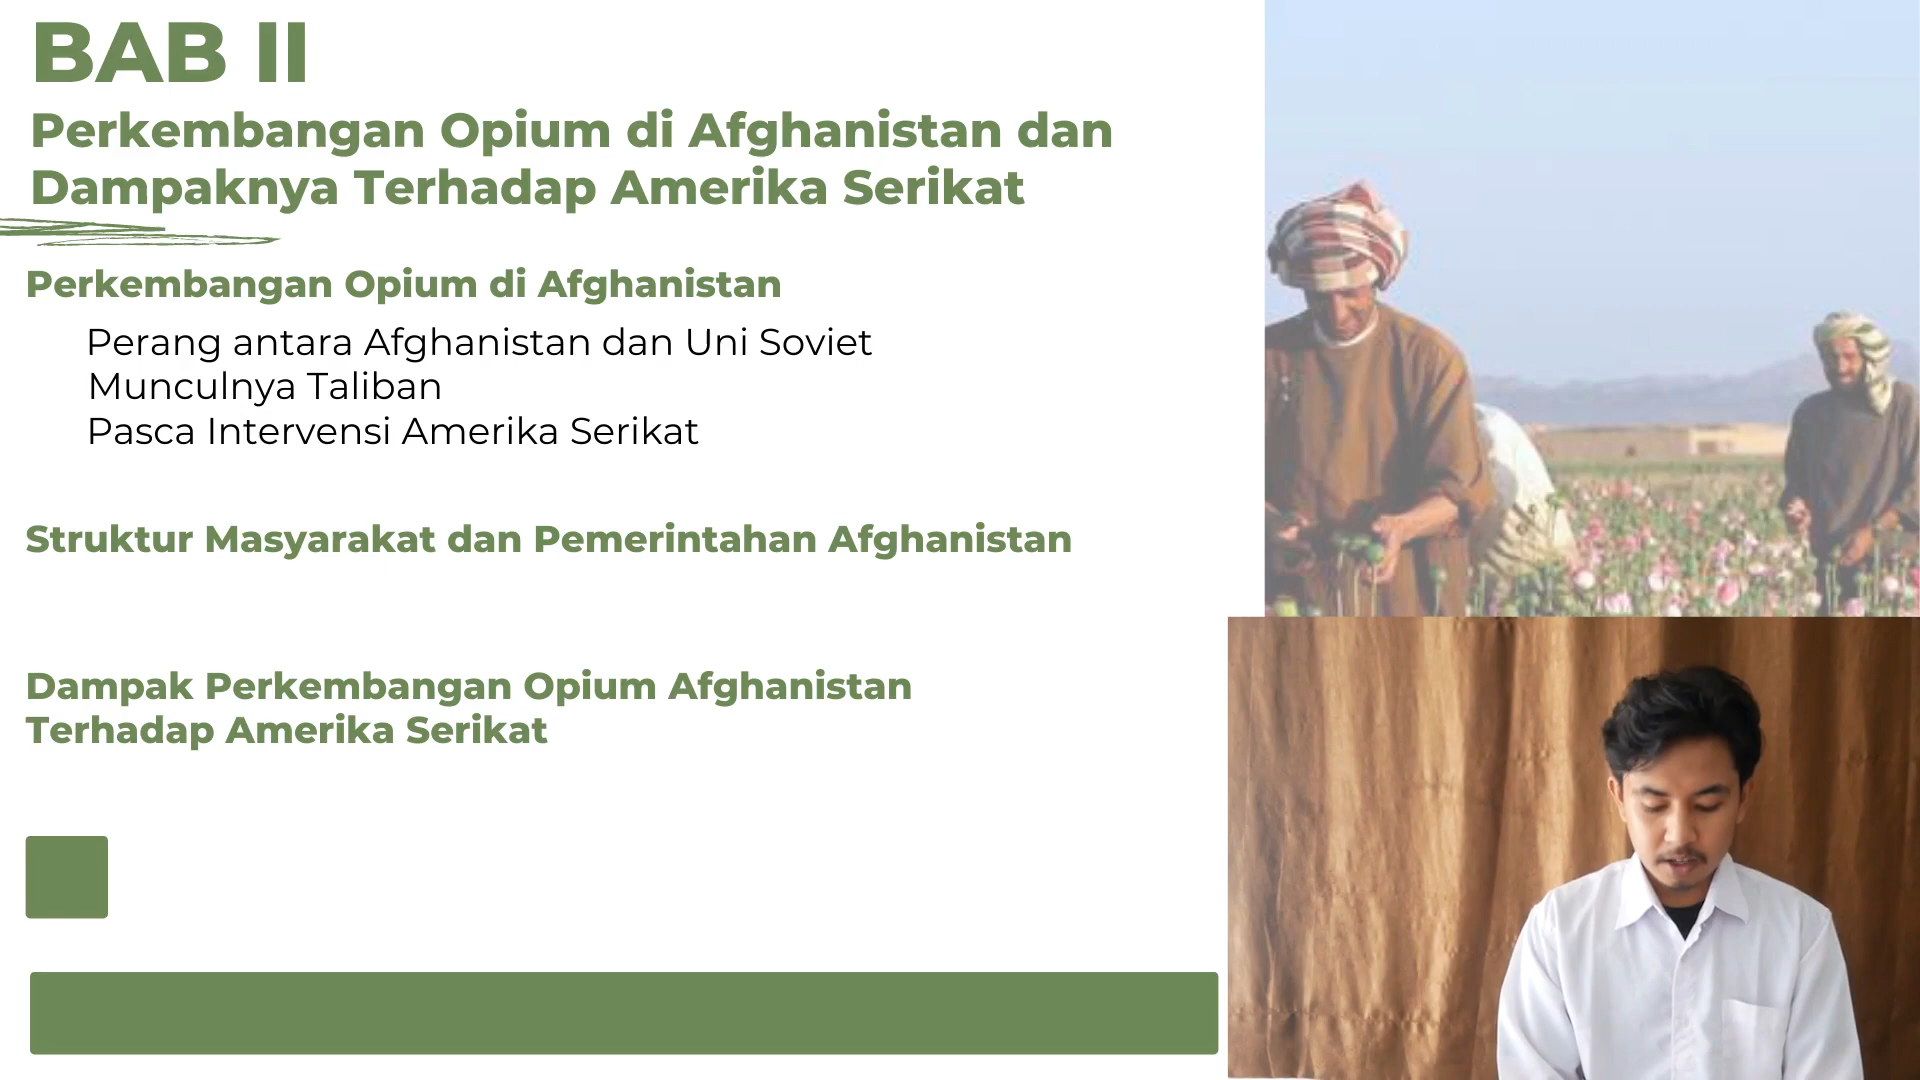 BAB II
Perkembangan Opium di Afghanistan dan
Dampaknya Terhadap Amerika Serikat
Perkembangan Opium di Afghanistan
Perang antara Afghanistan dan Uni Soviet
Munculnya Taliban
Pasca Intervensi Amerika Serikat
Struktur Masyarakat dan Pemerintahan Afghanistan
Dampak Perkembangan Opium Afghanistan
Terhadap Amerika Serikat